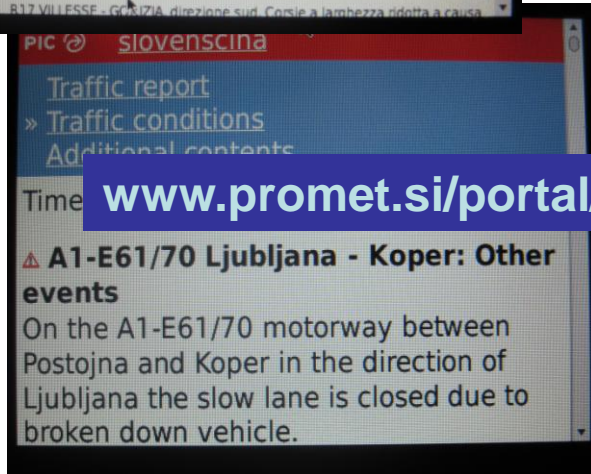 R17 VILLESSE - GORIZIA, direzione sud. Corsie a larghezza ridotta a causa
PIC slovenscina
Traffic report
» Traffic conditions
Additional contents
Time
www.promet.si/portal/
A1-E61/70 Ljubljana - Koper: Other
events
On the A1-E61/70 motorway between
Postojna and Koper in the direction of
Ljubljana the slow lane is closed due to
broken down vehicle.